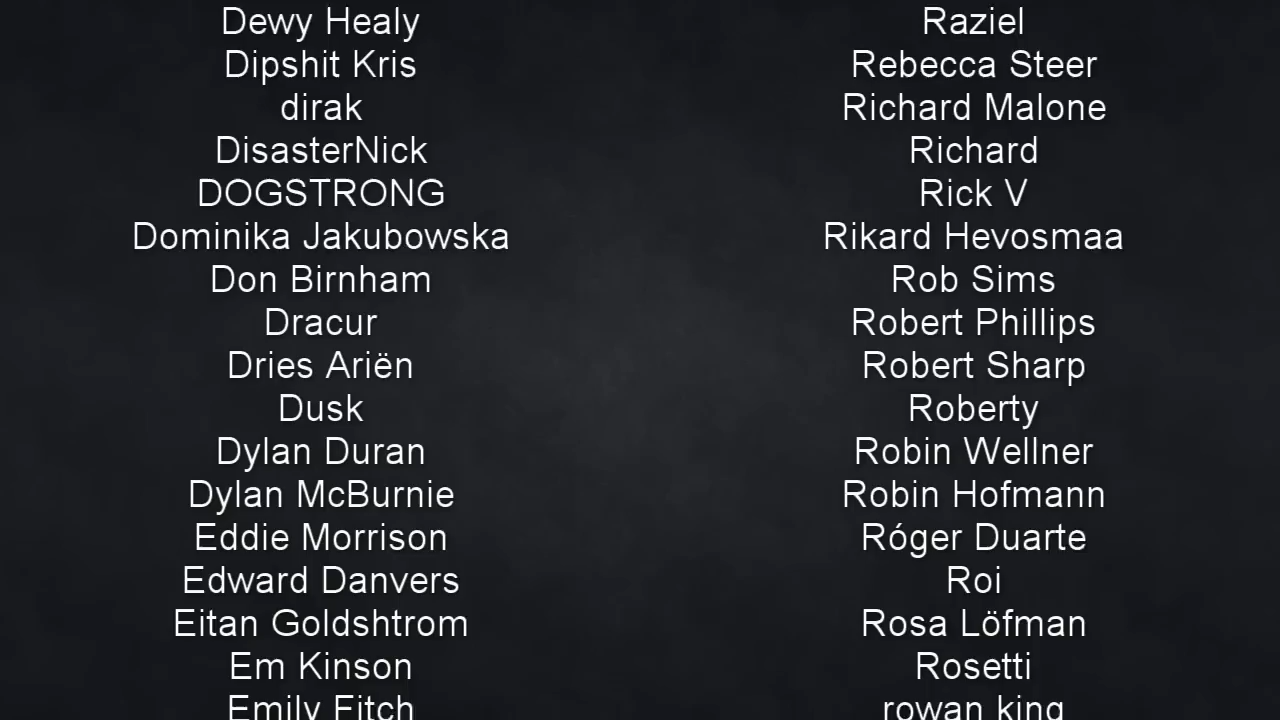 Dewy Healy
Dipshit Kris
dirak
DisasterNick
DOGSTRONG
Dominika Jakubowska
Don Birnham
Dracur
Dries Ariën
Dusk
Dylan Duran
Dylan McBurnie
Eddie Morrison
Edward Danvers
Eitan Goldshtrom
Em Kinson
Emily Fitch
Raziel
Rebecca Steer
Richard Malone
Richard
Rick V
Rikard Hevosmaa
Rob Sims
Robert Phillips
Robert Sharp
Roberty
Robin Wellner
Robin Hofmann
Róger Duarte
Roi
Rosa Löfman
Rosetti
rowan king